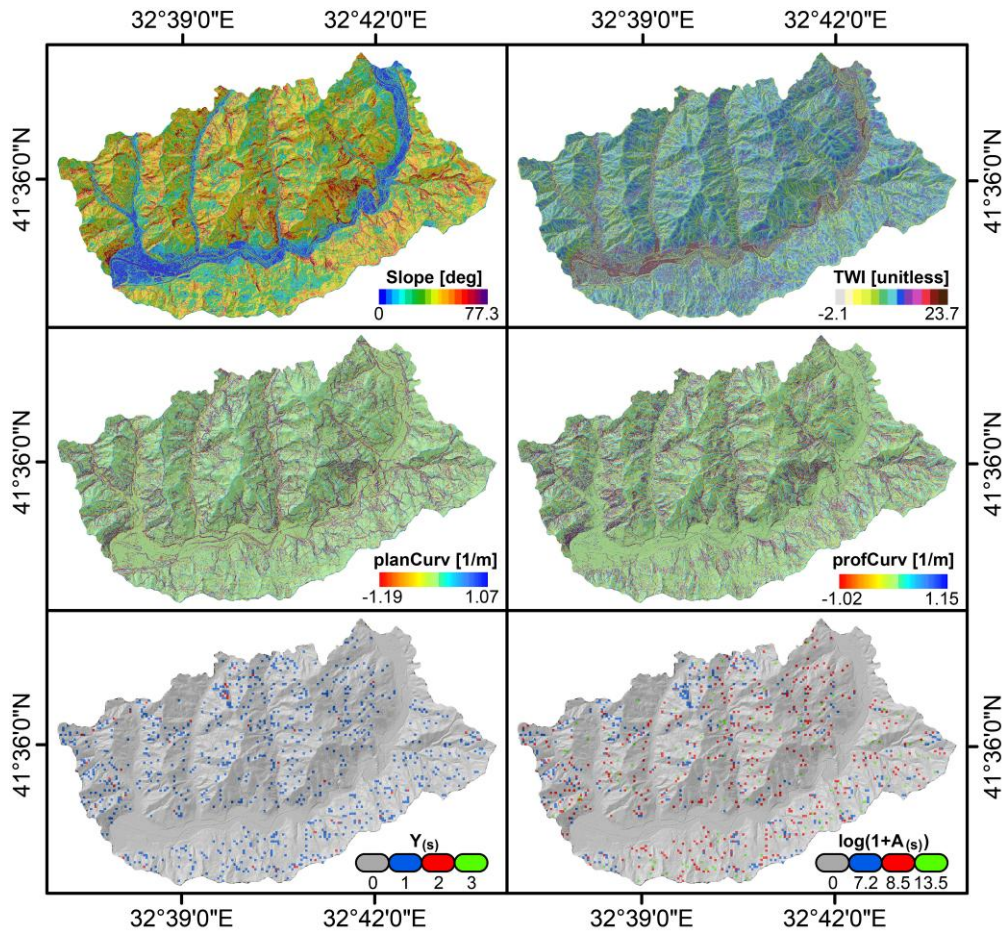 32°39'0"E 32°42'0"E 32°39'0"E 32°42'0"E
41°36'0"N
Slope [deg]
0 77.3
TWI [unitless]
-2.1 23.7
41°36'0"N
41°36'0"N
planCurv [1/m]
-1.19 1.07
profCurv [1/m]
-1.02 1.15
41°36'0"N
41°36'0"N
Y(s)
0 1 2 3
log(1+A(s))
0 7.2 8.5 13.5
41°36'0"N
32°39'0"E 32°42'0"E 32°39'0"E 32°42'0"E